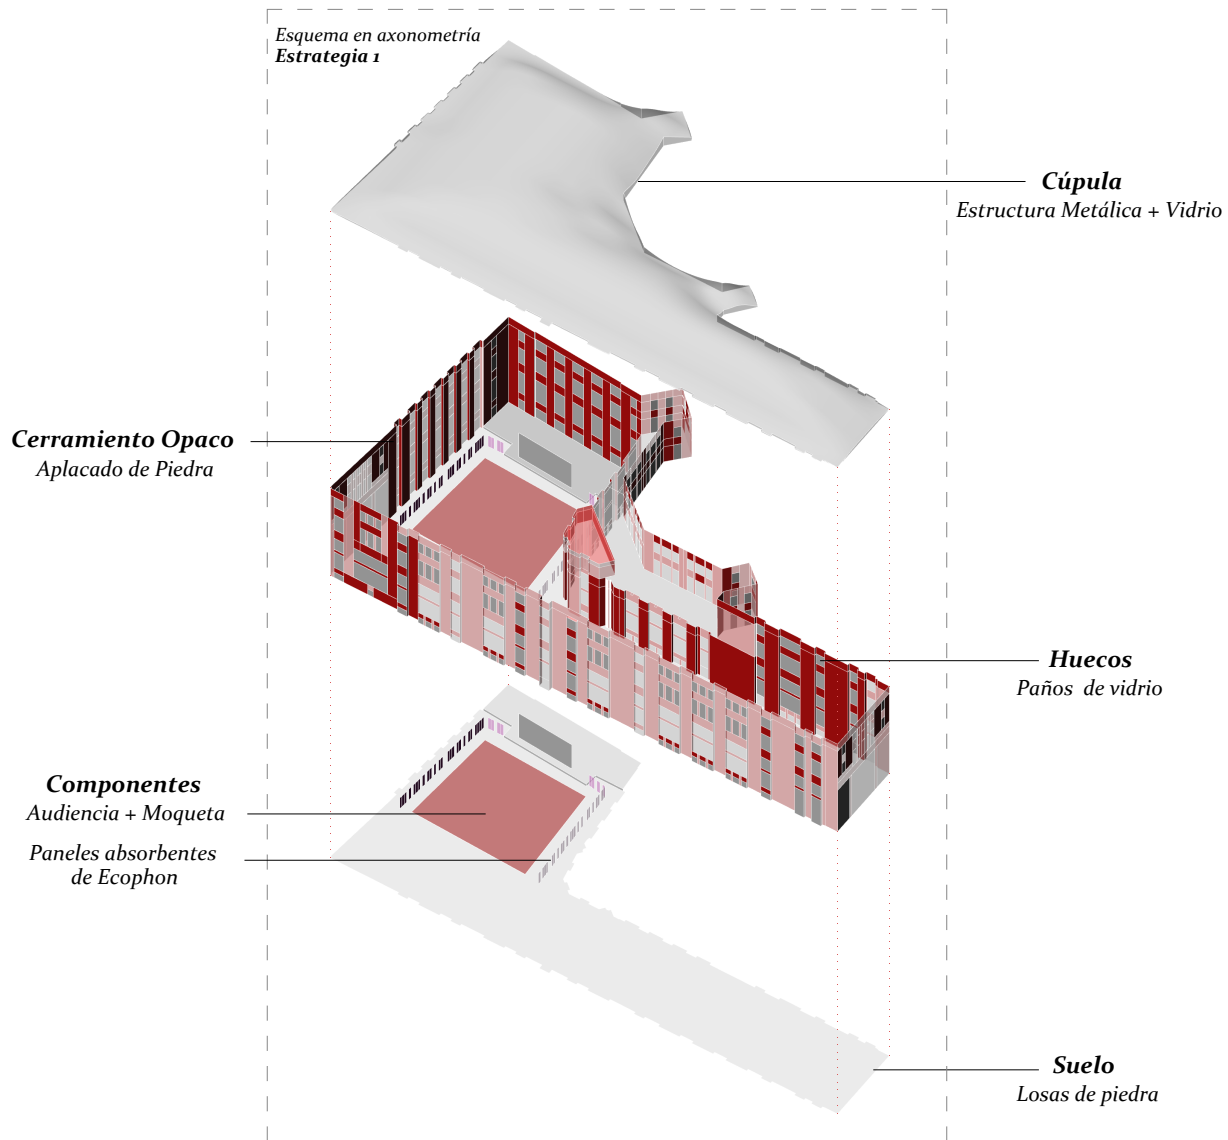 Esquema en axonometría
Estrategia 1
Cúpula
Estructura Metálica + Vidrio
Cerramiento Opaco
Aplacado de Piedra
Huecos
Paños de vidrio
Componentes
Audiencia + Moqueta
Paneles absorbentes
de Ecophon
Suelo
Losas de piedra